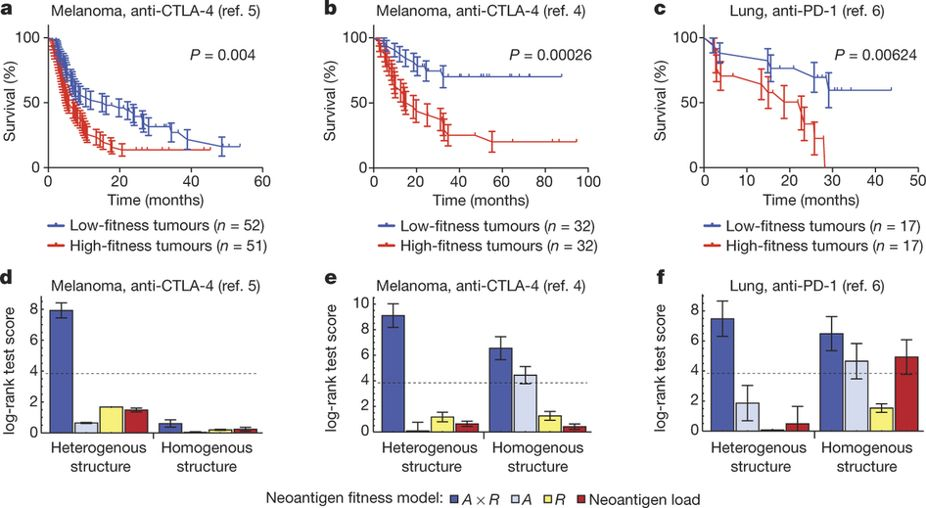 a Melanoma, anti-CTLA-4 (ref. 5)
Survival (%)
100
50
0
P = 0.004
0 20 40 60
Time (months)
Low-fitness tumours (n = 52)
High-fitness tumours (n = 51)
b Melanoma, anti-CTLA-4 (ref. 4)
Survival (%)
100
50
0
P = 0.00026
0 20 40 60 80 100
Time (months)
Low-fitness tumours (n = 32)
High-fitness tumours (n = 32)
c Lung, anti-PD-1 (ref. 6)
Survival (%)
100
50
0
P = 0.00624
0 10 20 30 40 50
Time (months)
Low-fitness tumours (n = 17)
High-fitness tumours (n = 17)
d Melanoma, anti-CTLA-4 (ref. 5)
log-rank test score
8
6
4
2
0
Heterogenous Homogenous
structure structure
e Melanoma, anti-CTLA-4 (ref. 4)
log-rank test score
10
8
6
4
2
0
Heterogenous Homogenous
structure structure
f Lung, anti-PD-1 (ref. 6)
log-rank test score
8
6
4
2
0
Heterogenous Homogenous
structure structure
Neoantigen fitness model: A × R A R Neoantigen load